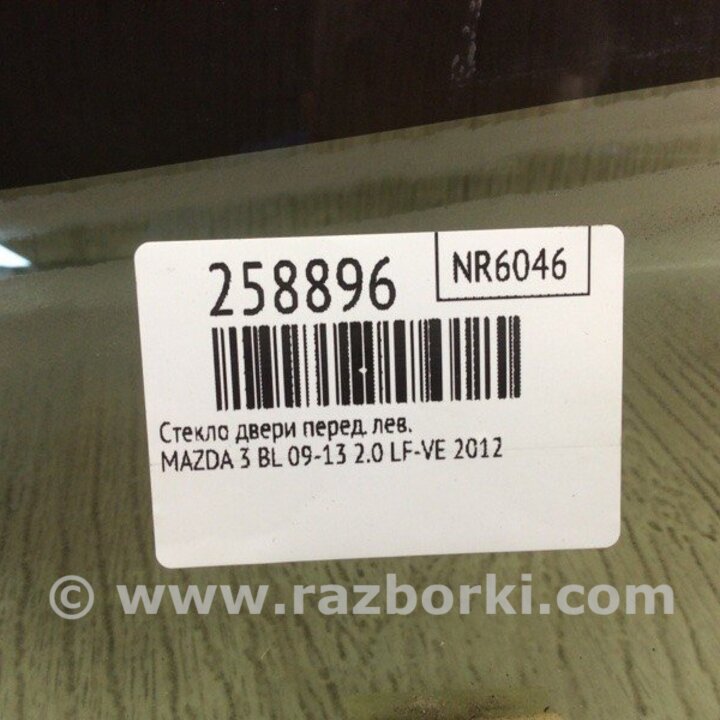 258896
NR6046
Стекло двери перед. лев.
MAZDA 3 BL 09-13 2.0 LF-VE 2012
© www.razborki.com